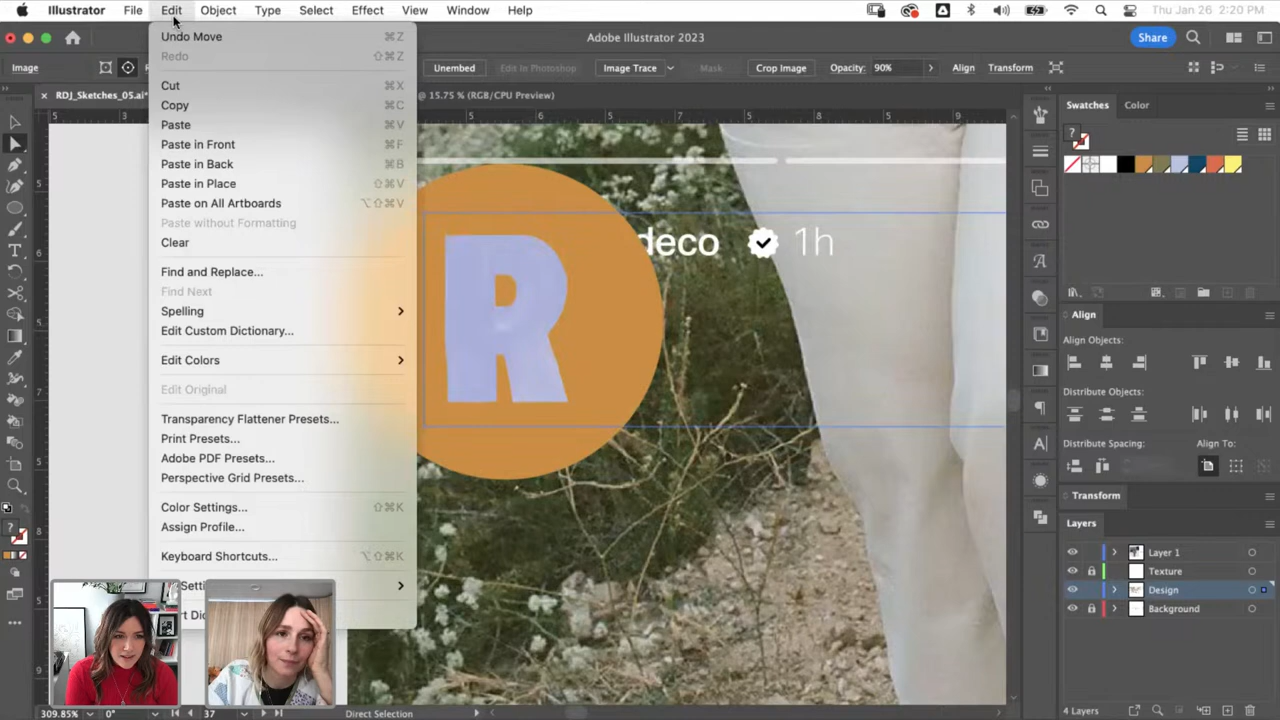 Illustrator File Edit Object Type Select Effect View Window Help Thu Jan 26 2:20 PM
Adobe Illustrator 2023 Share
Image Unembed Edit In Photoshop Image Trace Mask Crop Image Opacity: 90% Align Transform
× RDJ_Sketches_05.ai* @ 15.75 % (RGB/CPU Preview)
Undo Move ⌘Z
Redo ⇧⌘Z
Cut ⌘X
Copy ⌘C
Paste ⌘V
Paste in Front ⌘F
Paste in Back ⌘B
Paste in Place ⇧⌘V
Paste on All Artboards ⌥⇧⌘V
Paste without Formatting
Clear
Find and Replace...
Find Next
Spelling
Edit Custom Dictionary...
Edit Colors
Edit Original
Transparency Flattener Presets...
Print Presets...
Adobe PDF Presets...
Perspective Grid Presets...
Color Settings... ⇧⌘K
Assign Profile...
Keyboard Shortcuts... ⌥⇧⌘K
R
deco 1h
Swatches Color
Align
Align Objects:
Distribute Objects:
Distribute Spacing: Align To:
Transform
Layers
Layer 1
Texture
Design
Background
4 Layers
309.85% 0° 37 Direct Selection